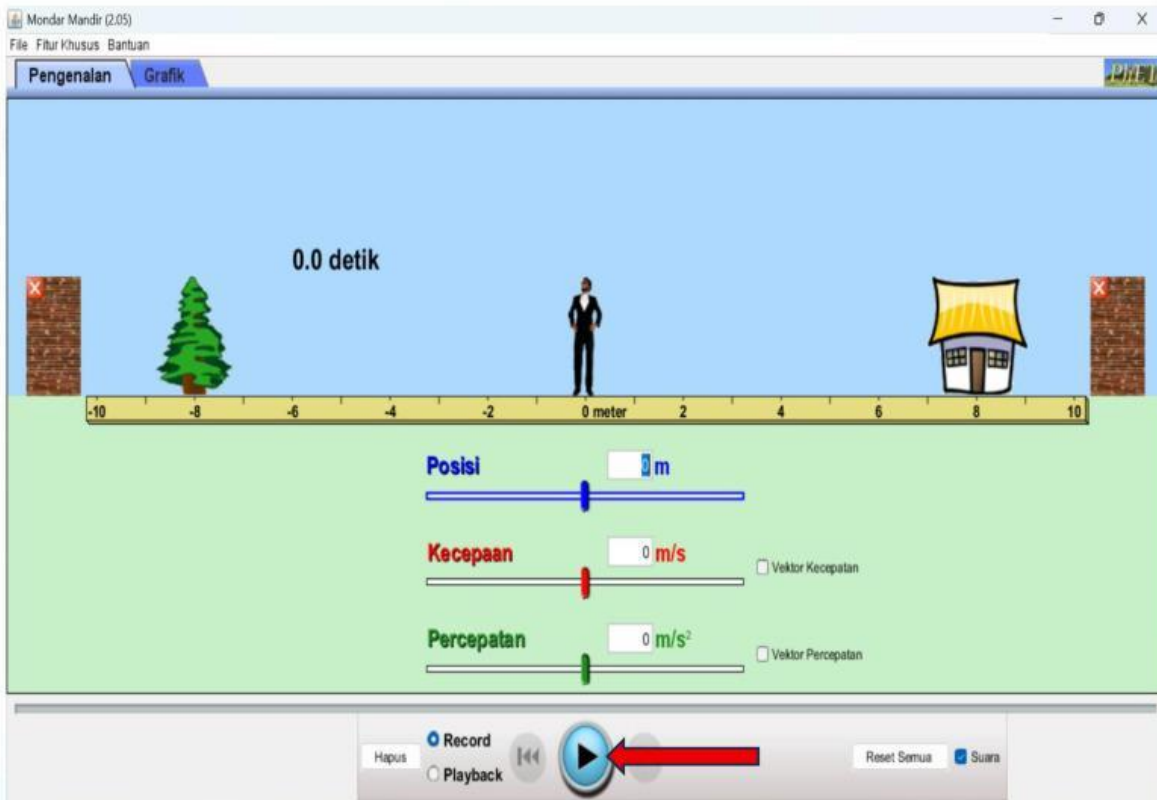 Mondar Mandir (2.05)
File Fitur Khusus Bantuan
Pengenalan Grafik
PhET
0.0 detik
X X
-10 -8 -6 -4 -2 0 meter 2 4 6 8 10
Posisi 0 m
Kecepaan 0 m/s
Vektor Kecepatan
Percepatan 0 m/s²
Vektor Percepatan
Hapus
Record
Playback
Reset Semua
Suara